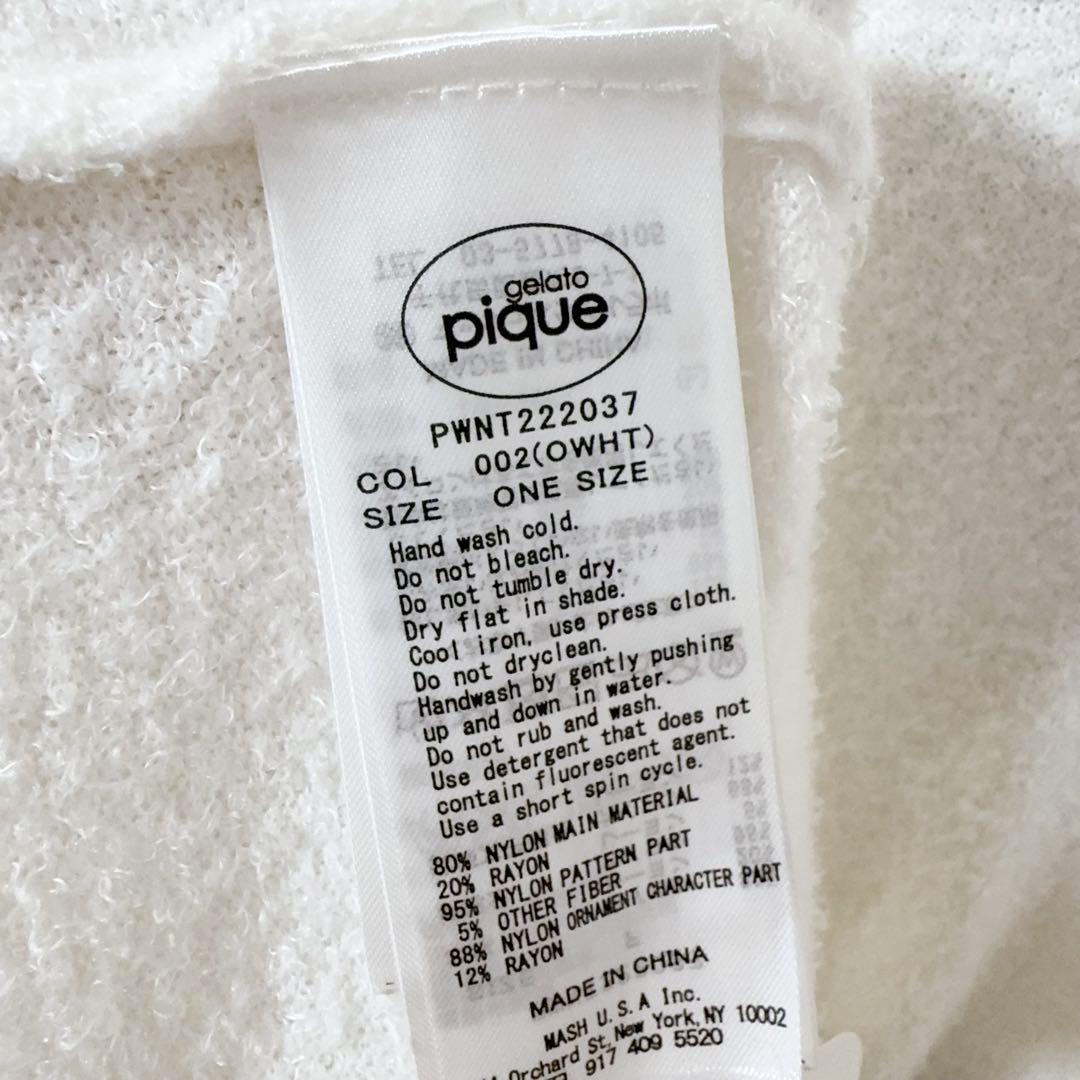 gelato
pique
PWNT222037
COL 002(OWHT)
SIZE ONE SIZE
Hand wash cold.
Do not bleach.
Do not tumble dry.
Dry flat in shade.
Cool iron, use press cloth.
Do not dryclean.
Handwash by gently pushing
up and down in water.
Do not rub and wash.
Use detergent that does not
contain fluorescent agent.
Use a short spin cycle.
80% NYLON MAIN MATERIAL
20% RAYON
95% NYLON PATTERN PART
5% OTHER FIBER
88% NYLON ORNAMENT CHARACTER PART
12% RAYON
MADE IN CHINA
MASH U.S.A Inc.
Orchard St, New York, NY 10002
917 409 5520